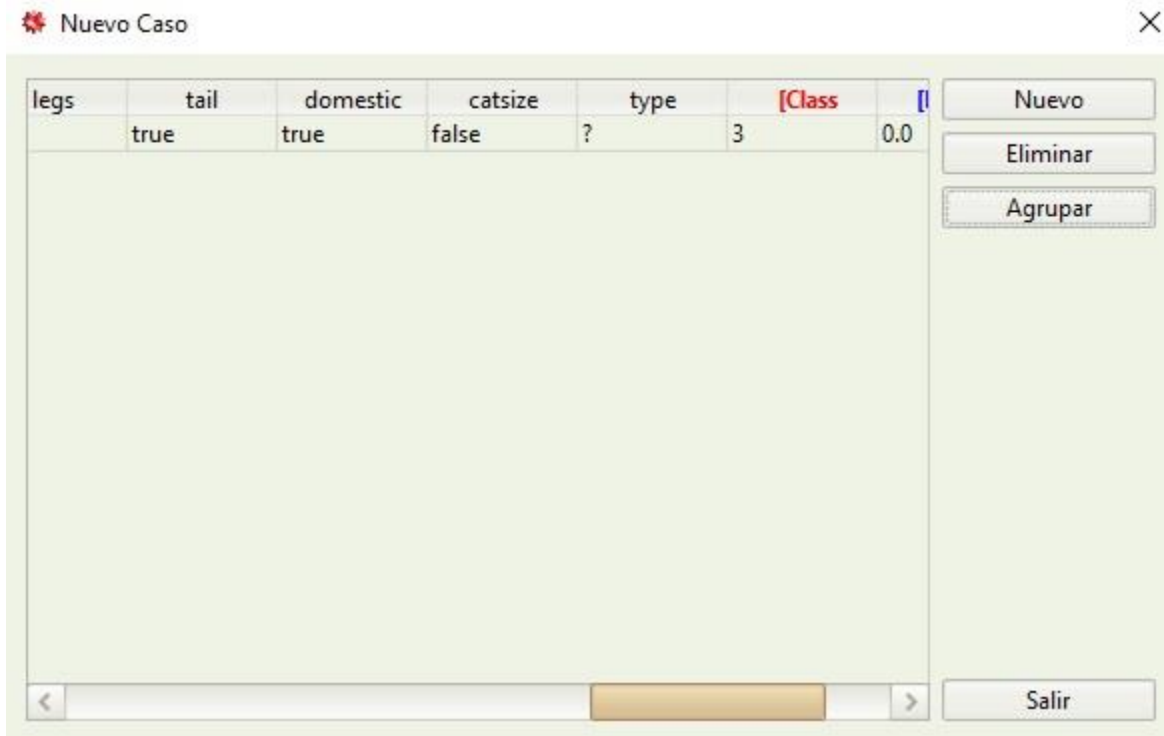 Nuevo Caso
legs tail domestic catsize type [Class [
true true false ? 3 0.0
Nuevo
Eliminar
Agrupar
Salir